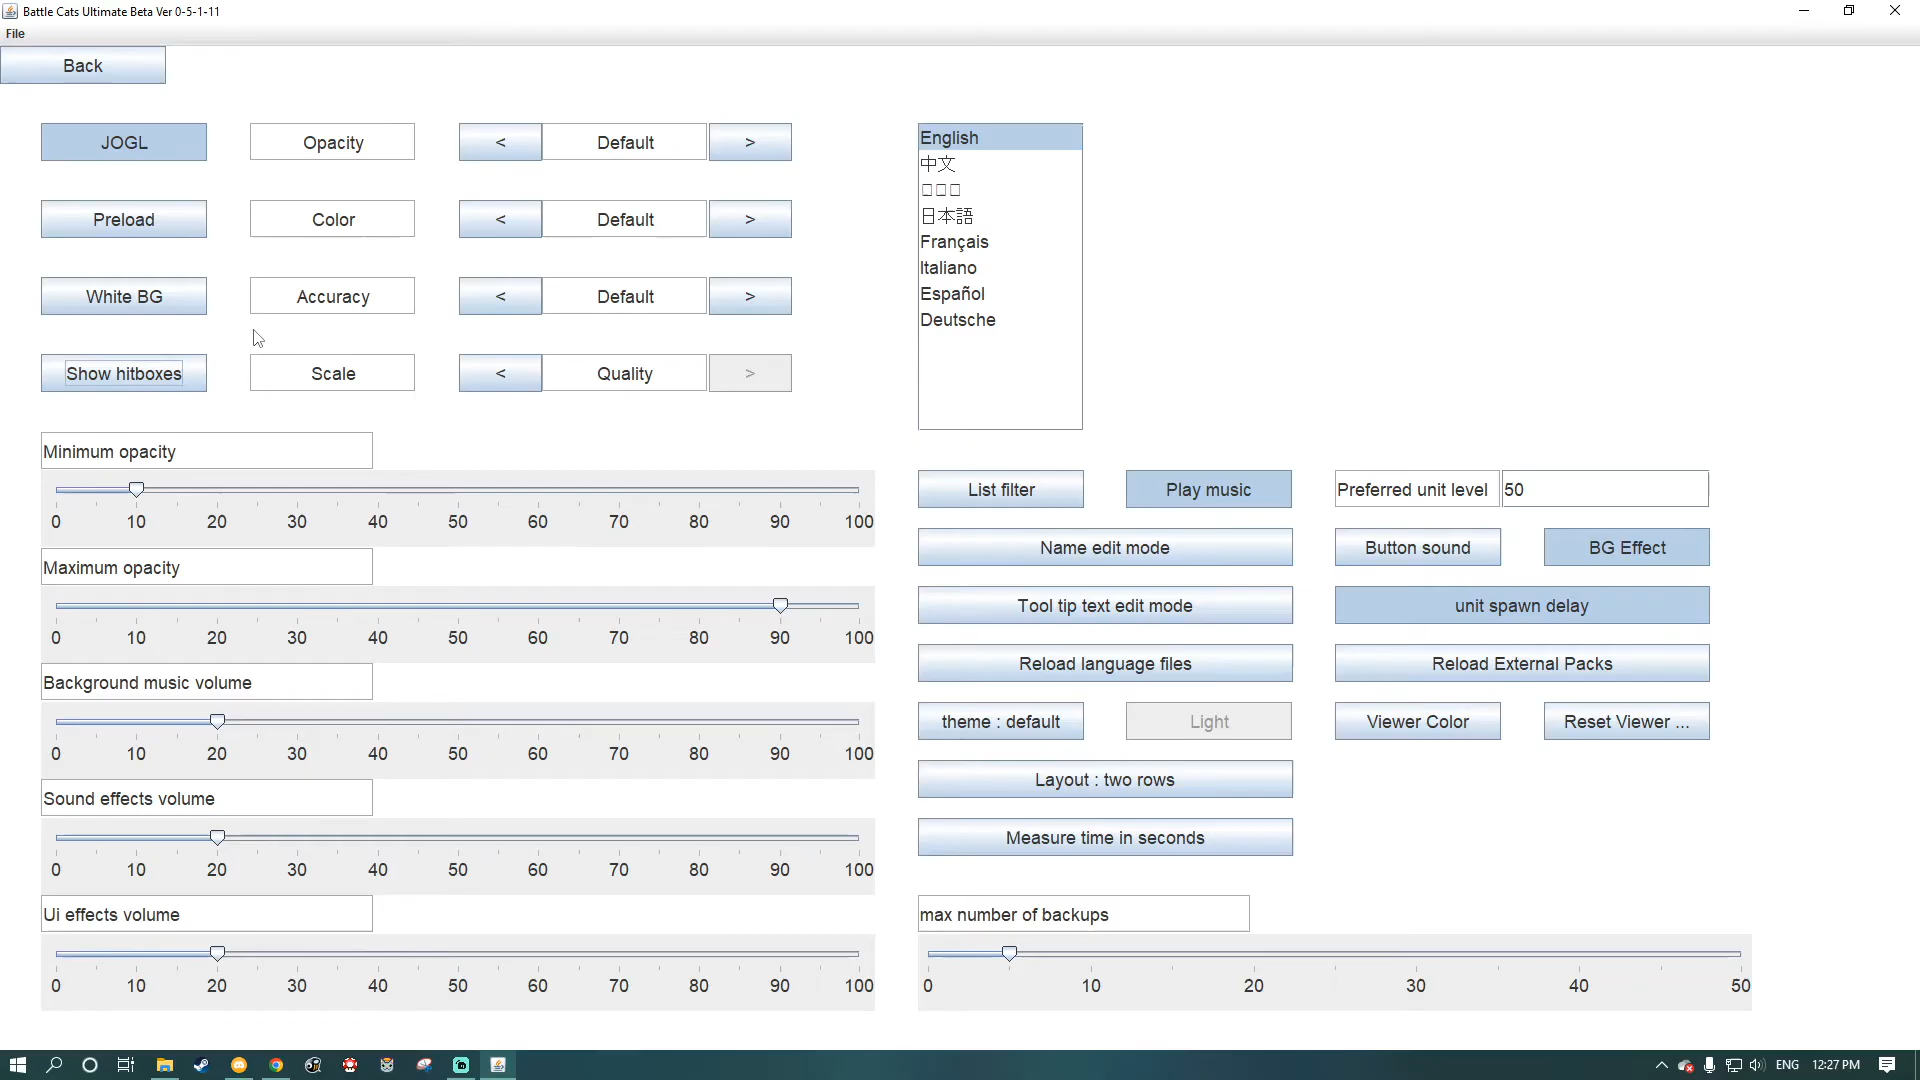 Battle Cats Ultimate Beta Ver 0-5-1-11
File
Back
JOGL
Opacity
< Default >
Preload
Color
< Default >
White BG
Accuracy
< Default >
Show hitboxes
Scale
< Quality >
English
中文
日本語
Français
Italiano
Español
Deutsche
Minimum opacity
0 10 20 30 40 50 60 70 80 90 100
Maximum opacity
0 10 20 30 40 50 60 70 80 90 100
Background music volume
0 10 20 30 40 50 60 70 80 90 100
Sound effects volume
0 10 20 30 40 50 60 70 80 90 100
Ui effects volume
0 10 20 30 40 50 60 70 80 90 100
List filter
Play music
Preferred unit level 50
Name edit mode
Button sound
BG Effect
Tool tip text edit mode
unit spawn delay
Reload language files
Reload External Packs
theme : default
Light
Viewer Color
Reset Viewer ...
Layout : two rows
Measure time in seconds
max number of backups
0 10 20 30 40 50
ENG 12:27 PM